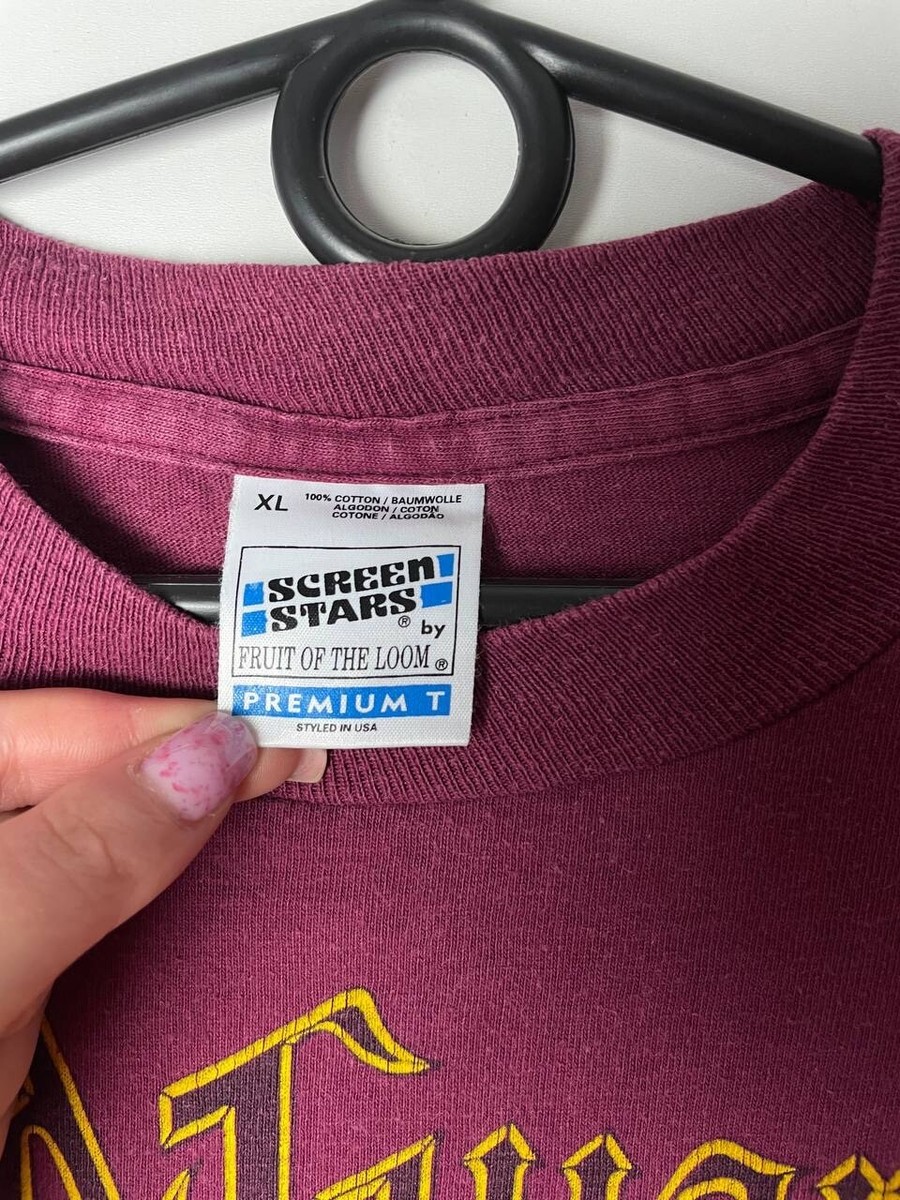 XL
100% COTTON / BAUMWOLLE
ALGODON / COTON
COTONE / ALGODÃO
SCREEN
STARS® by
FRUIT OF THE LOOM ®
PREMIUM T
STYLED IN USA